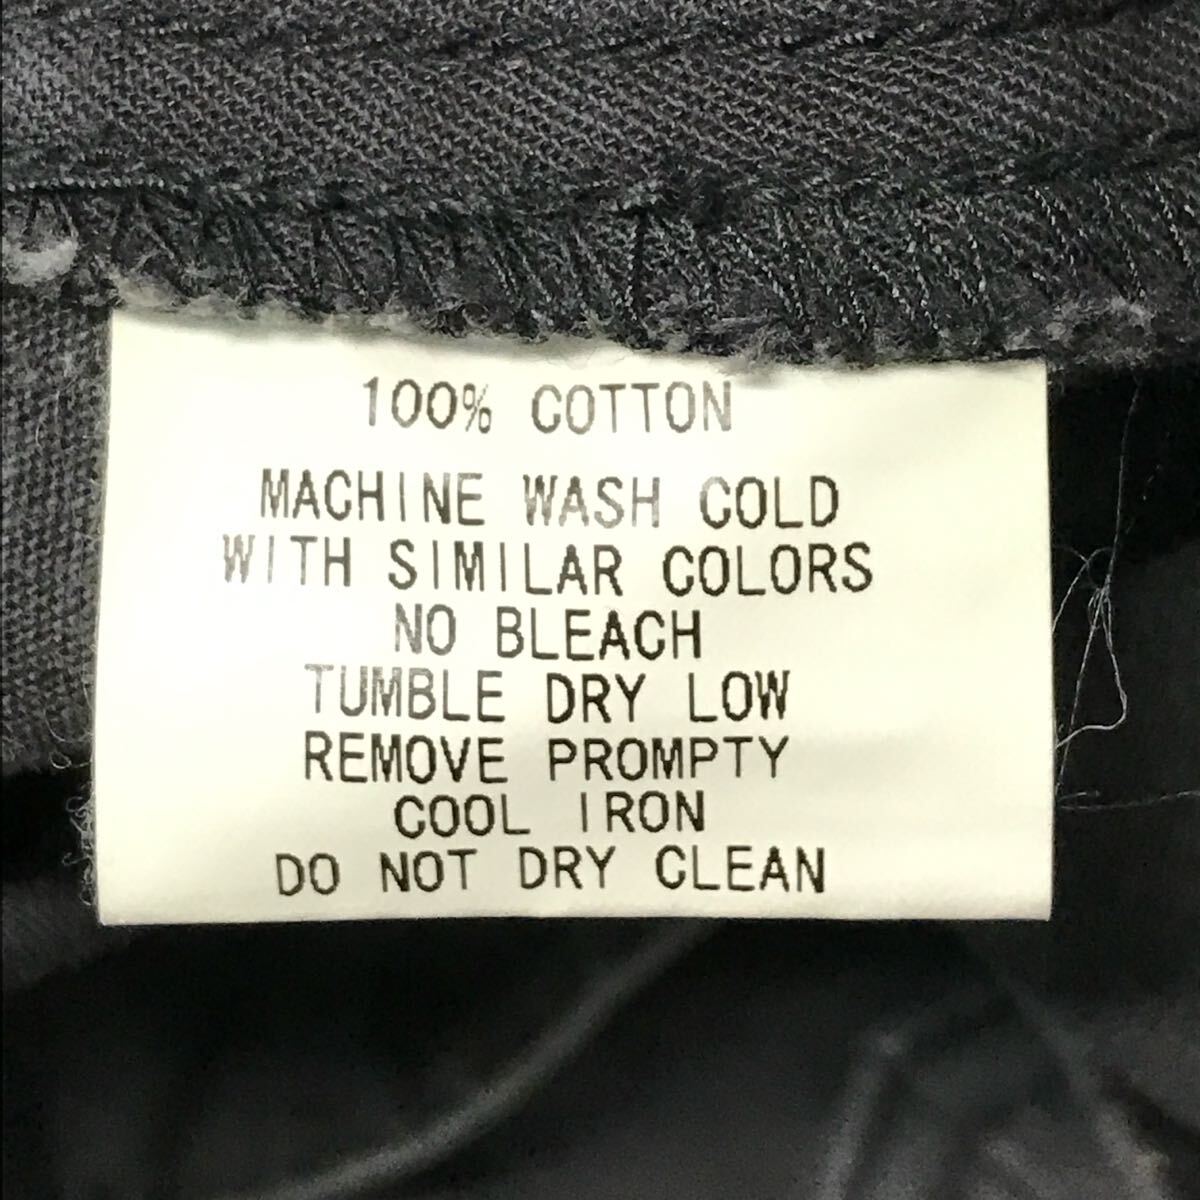 100% COTTON
MACHINE WASH COLD
WITH SIMILAR COLORS
NO BLEACH
TUMBLE DRY LOW
REMOVE PROMPTY
COOL IRON
DO NOT DRY CLEAN